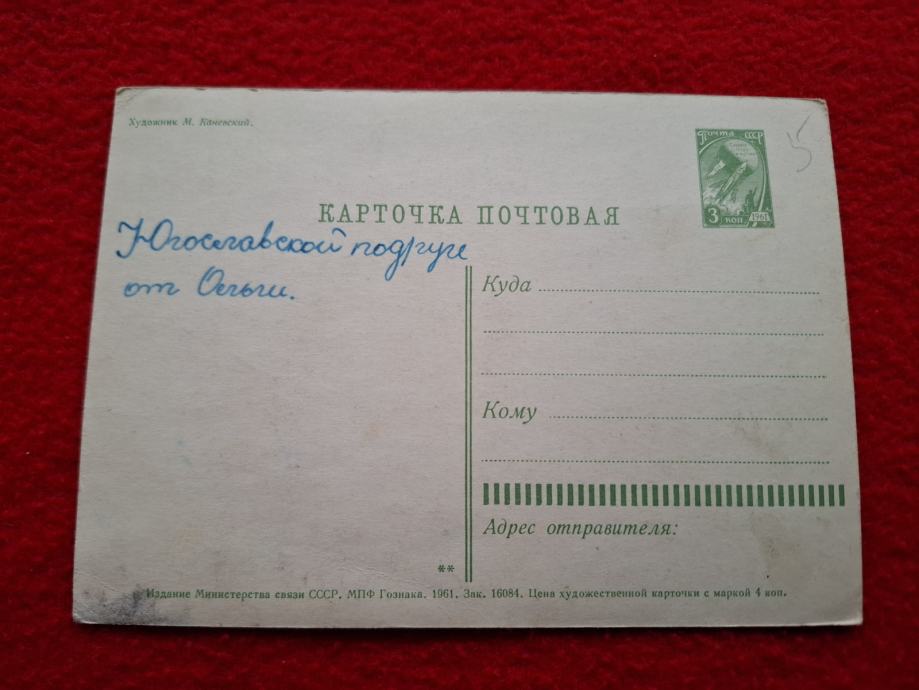 Художник М. Каневский.
ПОЧТА СССР
3 КОП
1961
5
КАРТОЧКА ПОЧТОВАЯ
Югославской подруге
от Ольги.
Куда
Кому
Адрес отправителя:
**
Издание Министерства связи СССР. МПФ Гознака. 1961. Зак. 16084. Цена художественной карточки с маркой 4 коп.